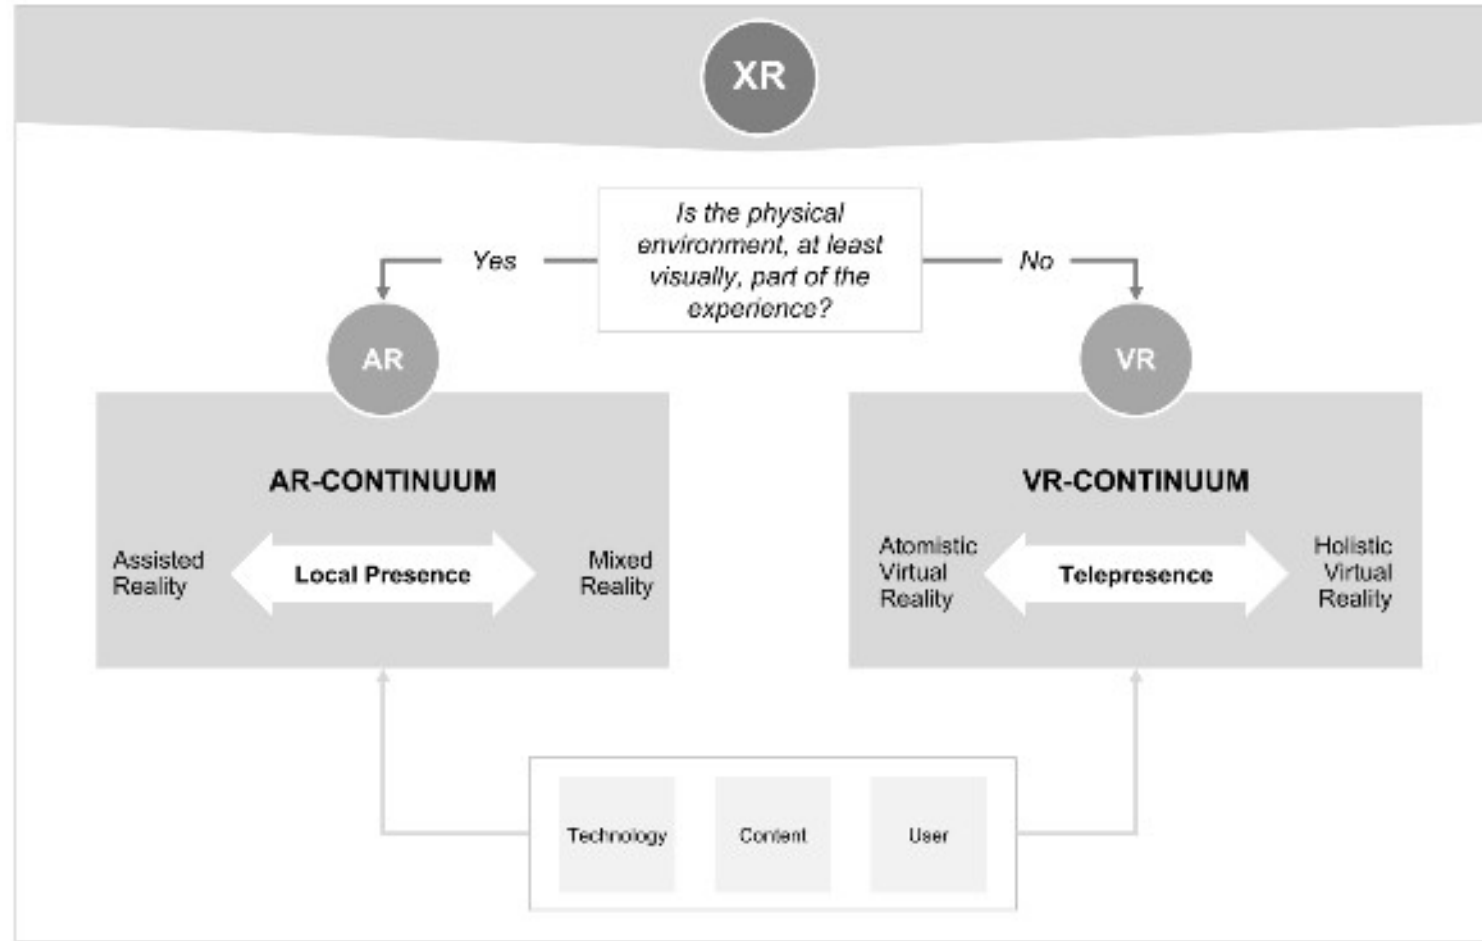 XR
Is the physical
environment, at least
visually, part of the
experience?
Yes
No
AR
VR
AR-CONTINUUM
Assisted
Reality
Local Presence
Mixed
Reality
VR-CONTINUUM
Atomistic
Virtual
Reality
Telepresence
Holistic
Virtual
Reality
Technology
Content
User